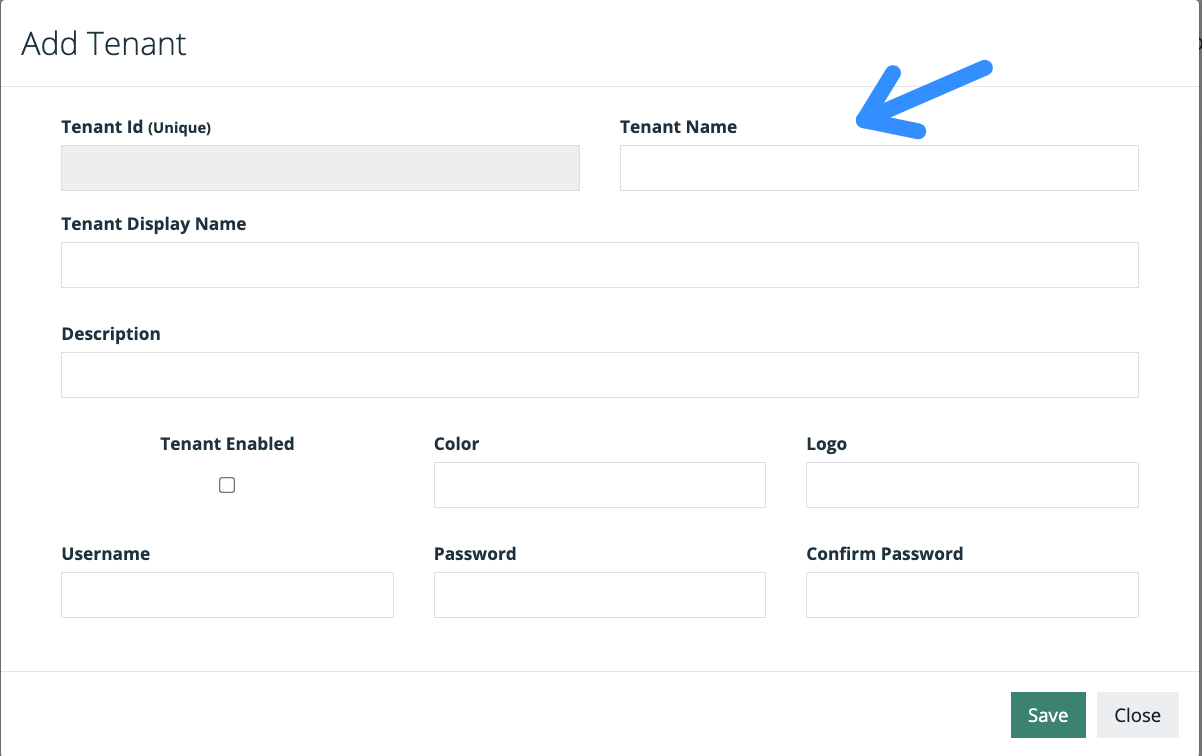 Add Tenant
Tenant Id (Unique)
Tenant Name
Tenant Display Name
Description
Tenant Enabled
Color
Logo
Username
Password
Confirm Password
Save
Close